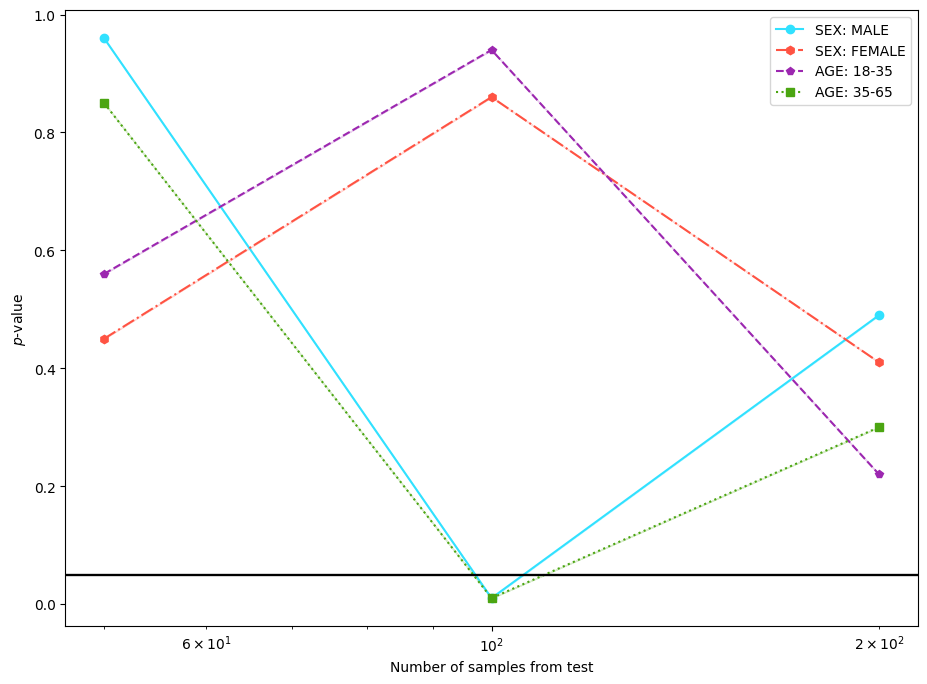 1.0
0.8
0.6
0.4
0.2
0.0
p-value
6 × 10¹
10²
2 × 10²
Number of samples from test
SEX: MALE
SEX: FEMALE
AGE: 18-35
AGE: 35-65